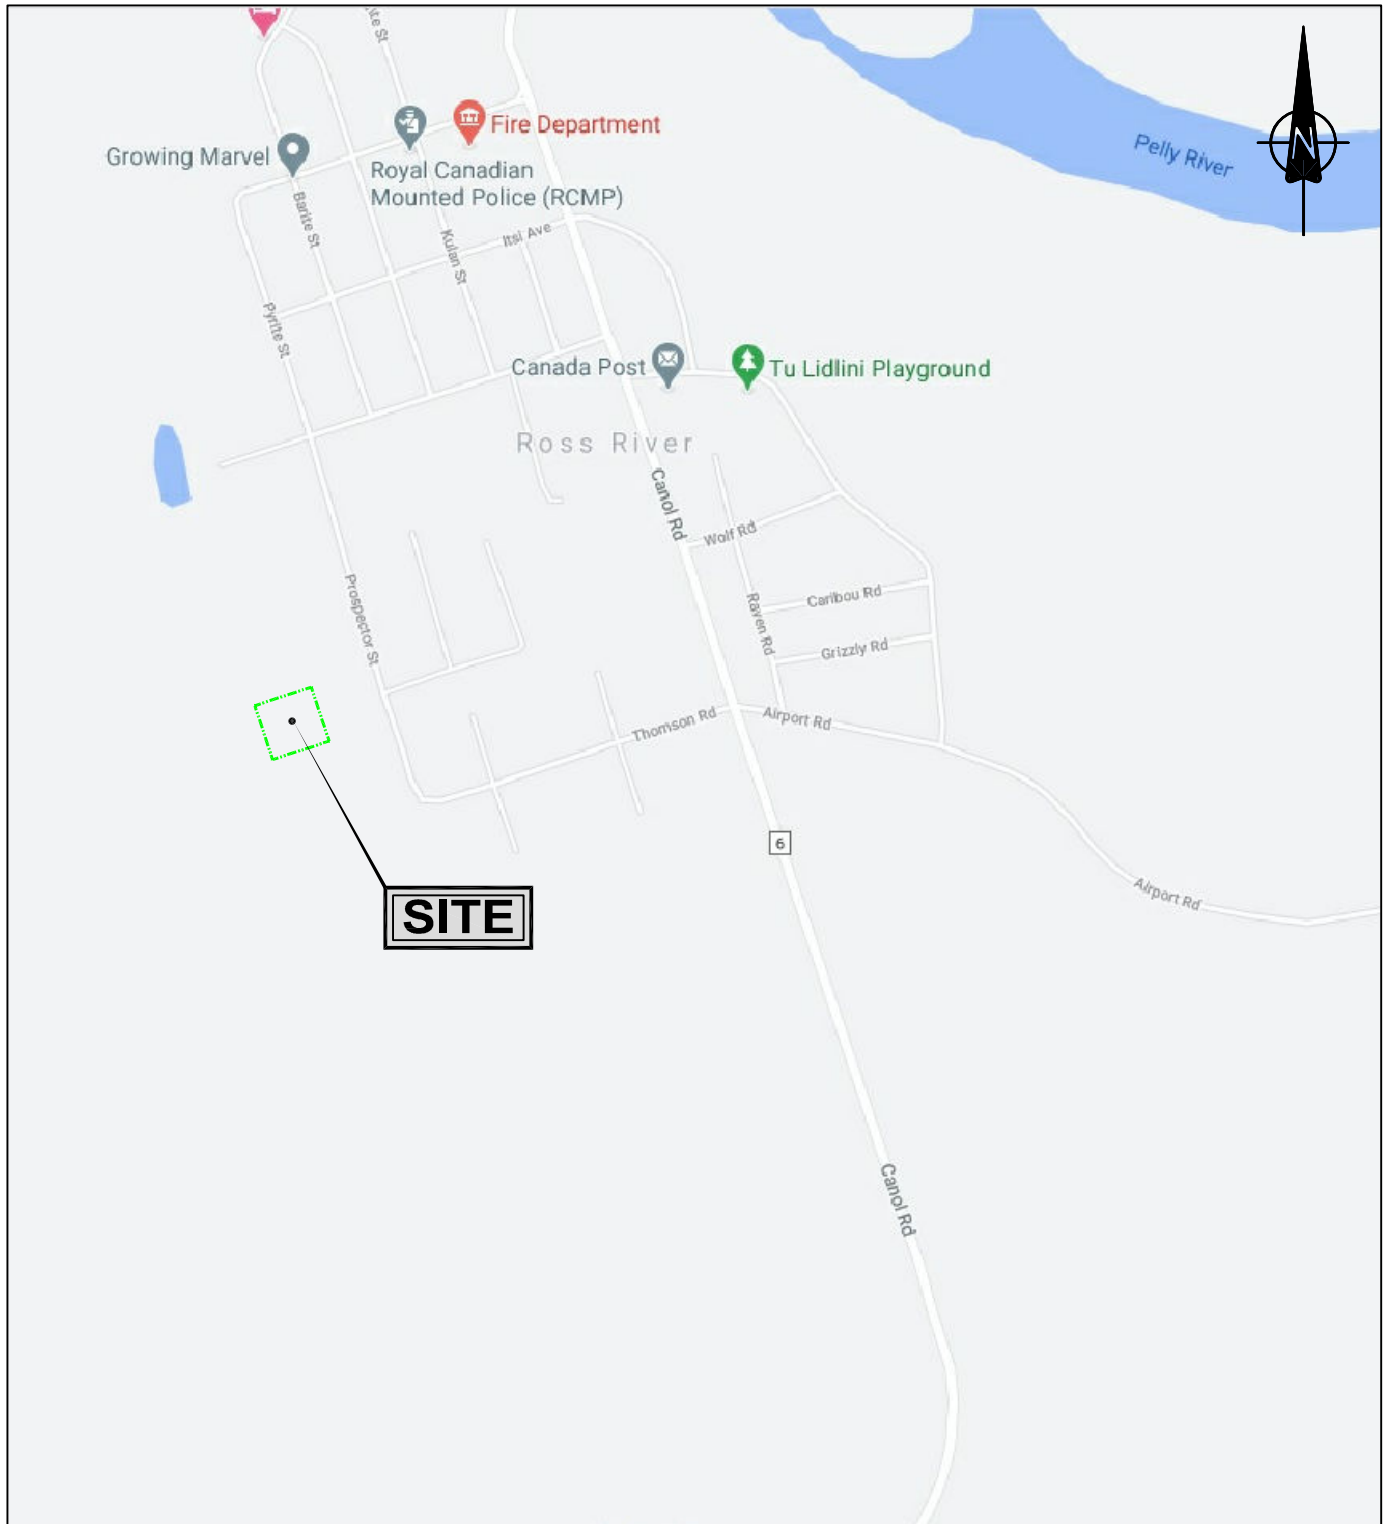 te St
Fire Department
Growing Marvel
Royal Canadian
Mounted Police (RCMP)
Pelly River
N
Barite St
Kulan St
Itsi Ave
Pyrite St
Canada Post
Tu Lidlini Playground
Ross River
Canol Rd
Wolf Rd
Prospector St
Raven Rd
Caribou Rd
Grizzly Rd
Thomson Rd
Airport Rd
6
Airport Rd
SITE
Canol Rd